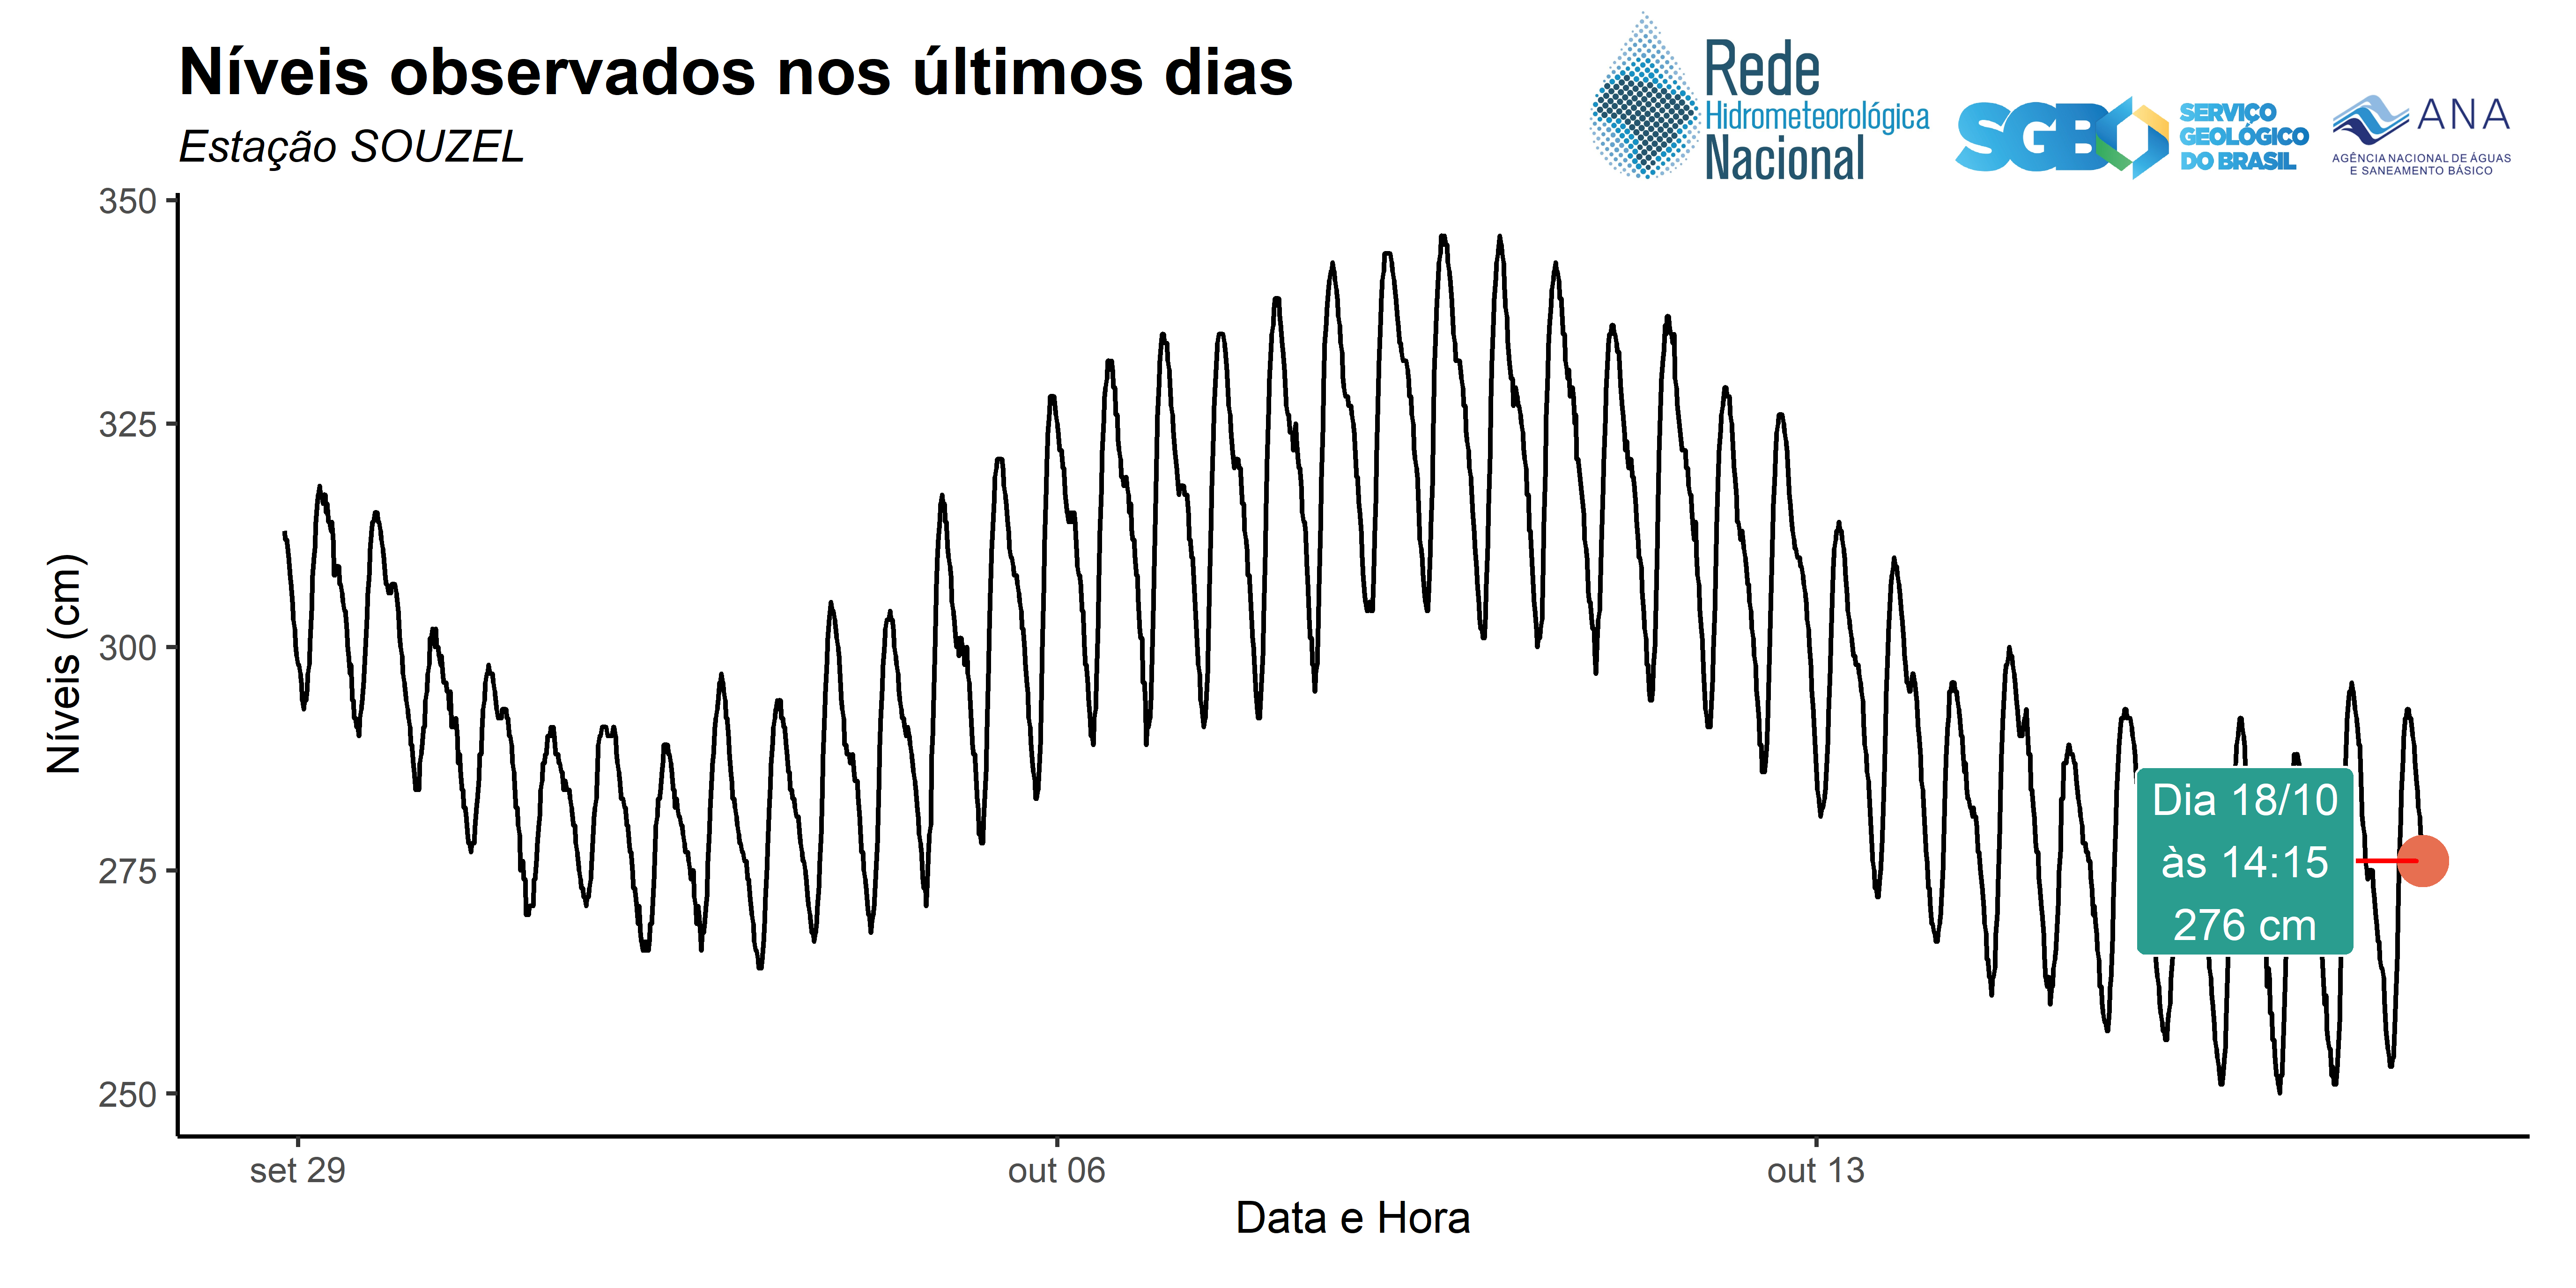 Níveis observados nos últimos dias
Estação SOUZEL
Rede
Hidrometeorológica
Nacional
SGB
SERVIÇO
GEOLÓGICO
DO BRASIL
ANA
AGÊNCIA NACIONAL DE ÁGUAS
E SANEAMENTO BÁSICO
350
325
300
275
250
Níveis (cm)
Dia 18/10
às 14:15
276 cm
set 29
out 06
out 13
Data e Hora